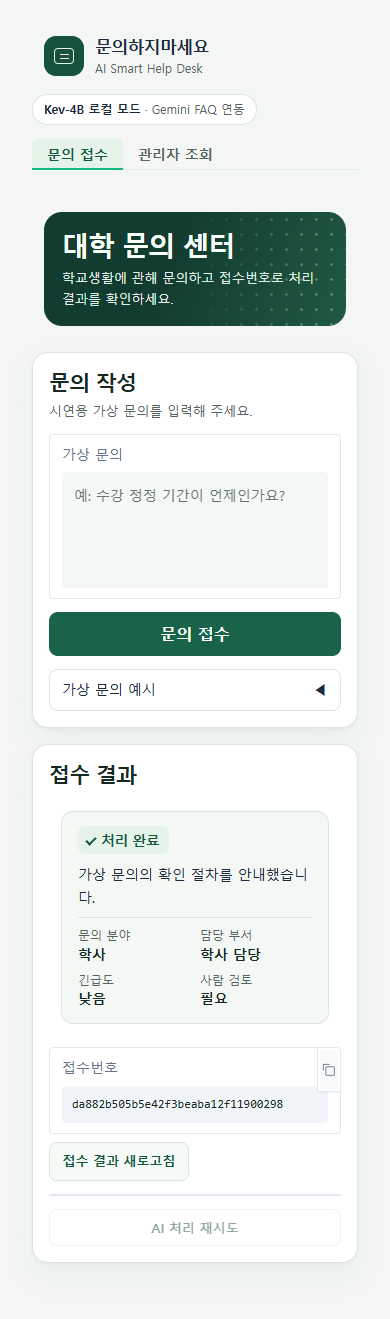 문의하지마세요
AI Smart Help Desk
Kev-4B 로컬 모드 · Gemini FAQ 연동
문의 접수
관리자 조회
대학 문의 센터
학교생활에 관해 문의하고 접수번호로 처리
결과를 확인하세요.
문의 작성
시연용 가상 문의를 입력해 주세요.
가상 문의
예: 수강 정정 기간이 언제인가요?
문의 접수
가상 문의 예시
접수 결과
처리 완료
가상 문의의 확인 절차를 안내했습니
다.
문의 분야
담당 부서
학사
학사 담당
긴급도
사람 검토
낮음
필요
접수번호
da882b505b5e42f3beaba12f11900298
접수 결과 새로고침
AI 처리 재시도